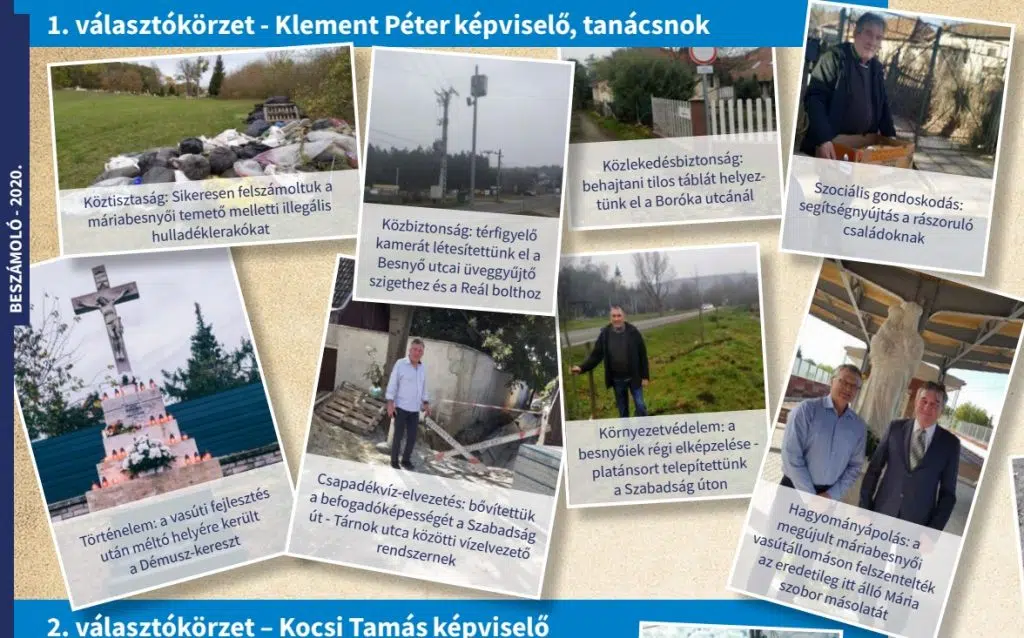 1. választókörzet - Klement Péter képviselő, tanácsnok
BESZÁMOLÓ - 2020.
Köztisztaság: Sikeresen felszámoltuk a
máriabesnyői temető melletti illegális
hulladéklerakókat
Közbiztonság: térfigyelő
kamerát létesítettünk el a
Besnyő utcai üveggyűjtő
szigethez és a Reál bolthoz
Közlekedésbiztonság:
behajtani tilos táblát helyez-
tünk el a Boróka utcánál
Szociális gondoskodás:
segítségnyújtás a rászoruló
családoknak
Történelem: a vasúti fejlesztés
után méltó helyére került
a Démusz-kereszt
Csapadékvíz-elvezetés: bővítettük
a befogadóképességét a Szabadság
út - Tárnok utca közötti vízelvezető
rendszernek
Környezetvédelem: a
besnyőiek régi elképzelése -
platánsort telepítettünk
a Szabadság úton
Hagyományápolás: a
megújult máriabesnyői
vasútállomáson felszentelték
az eredetileg itt álló Mária
szobor másolatát
2. választókörzet – Kocsi Tamás képviselő